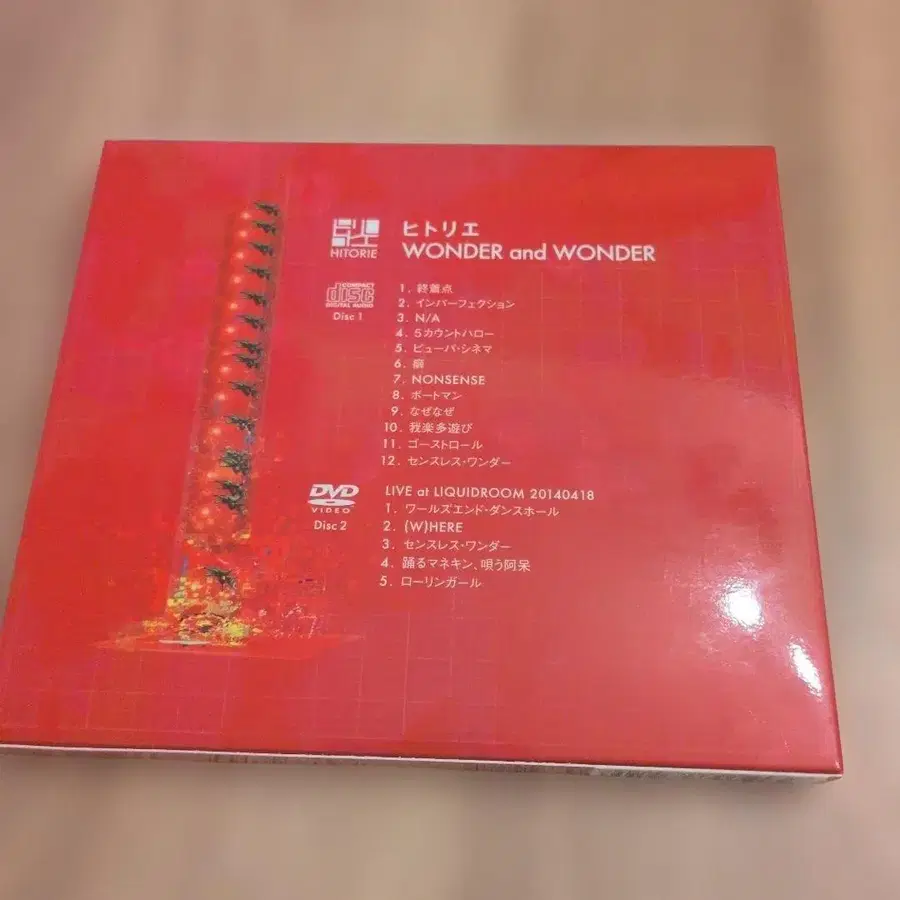 ヒトリエ
HITORIE
WONDER and WONDER
COMPACT
disc
DIGITAL AUDIO
Disc 1
1. 終着点
2. インパーフェクション
3. N/A
4. 5カウントハロー
5. ピューパ・シネマ
6. 癖
7. NONSENSE
8. ボートマン
9. なぜなぜ
10. 我楽多遊び
11. ゴーストロール
12. センスレス・ワンダー
DVD
VIDEO
Disc 2
LIVE at LIQUIDROOM 20140418
1. ワールズエンド・ダンスホール
2. (W)HERE
3. センスレス・ワンダー
4. 踊るマネキン、唄う阿呆
5. ローリンガール